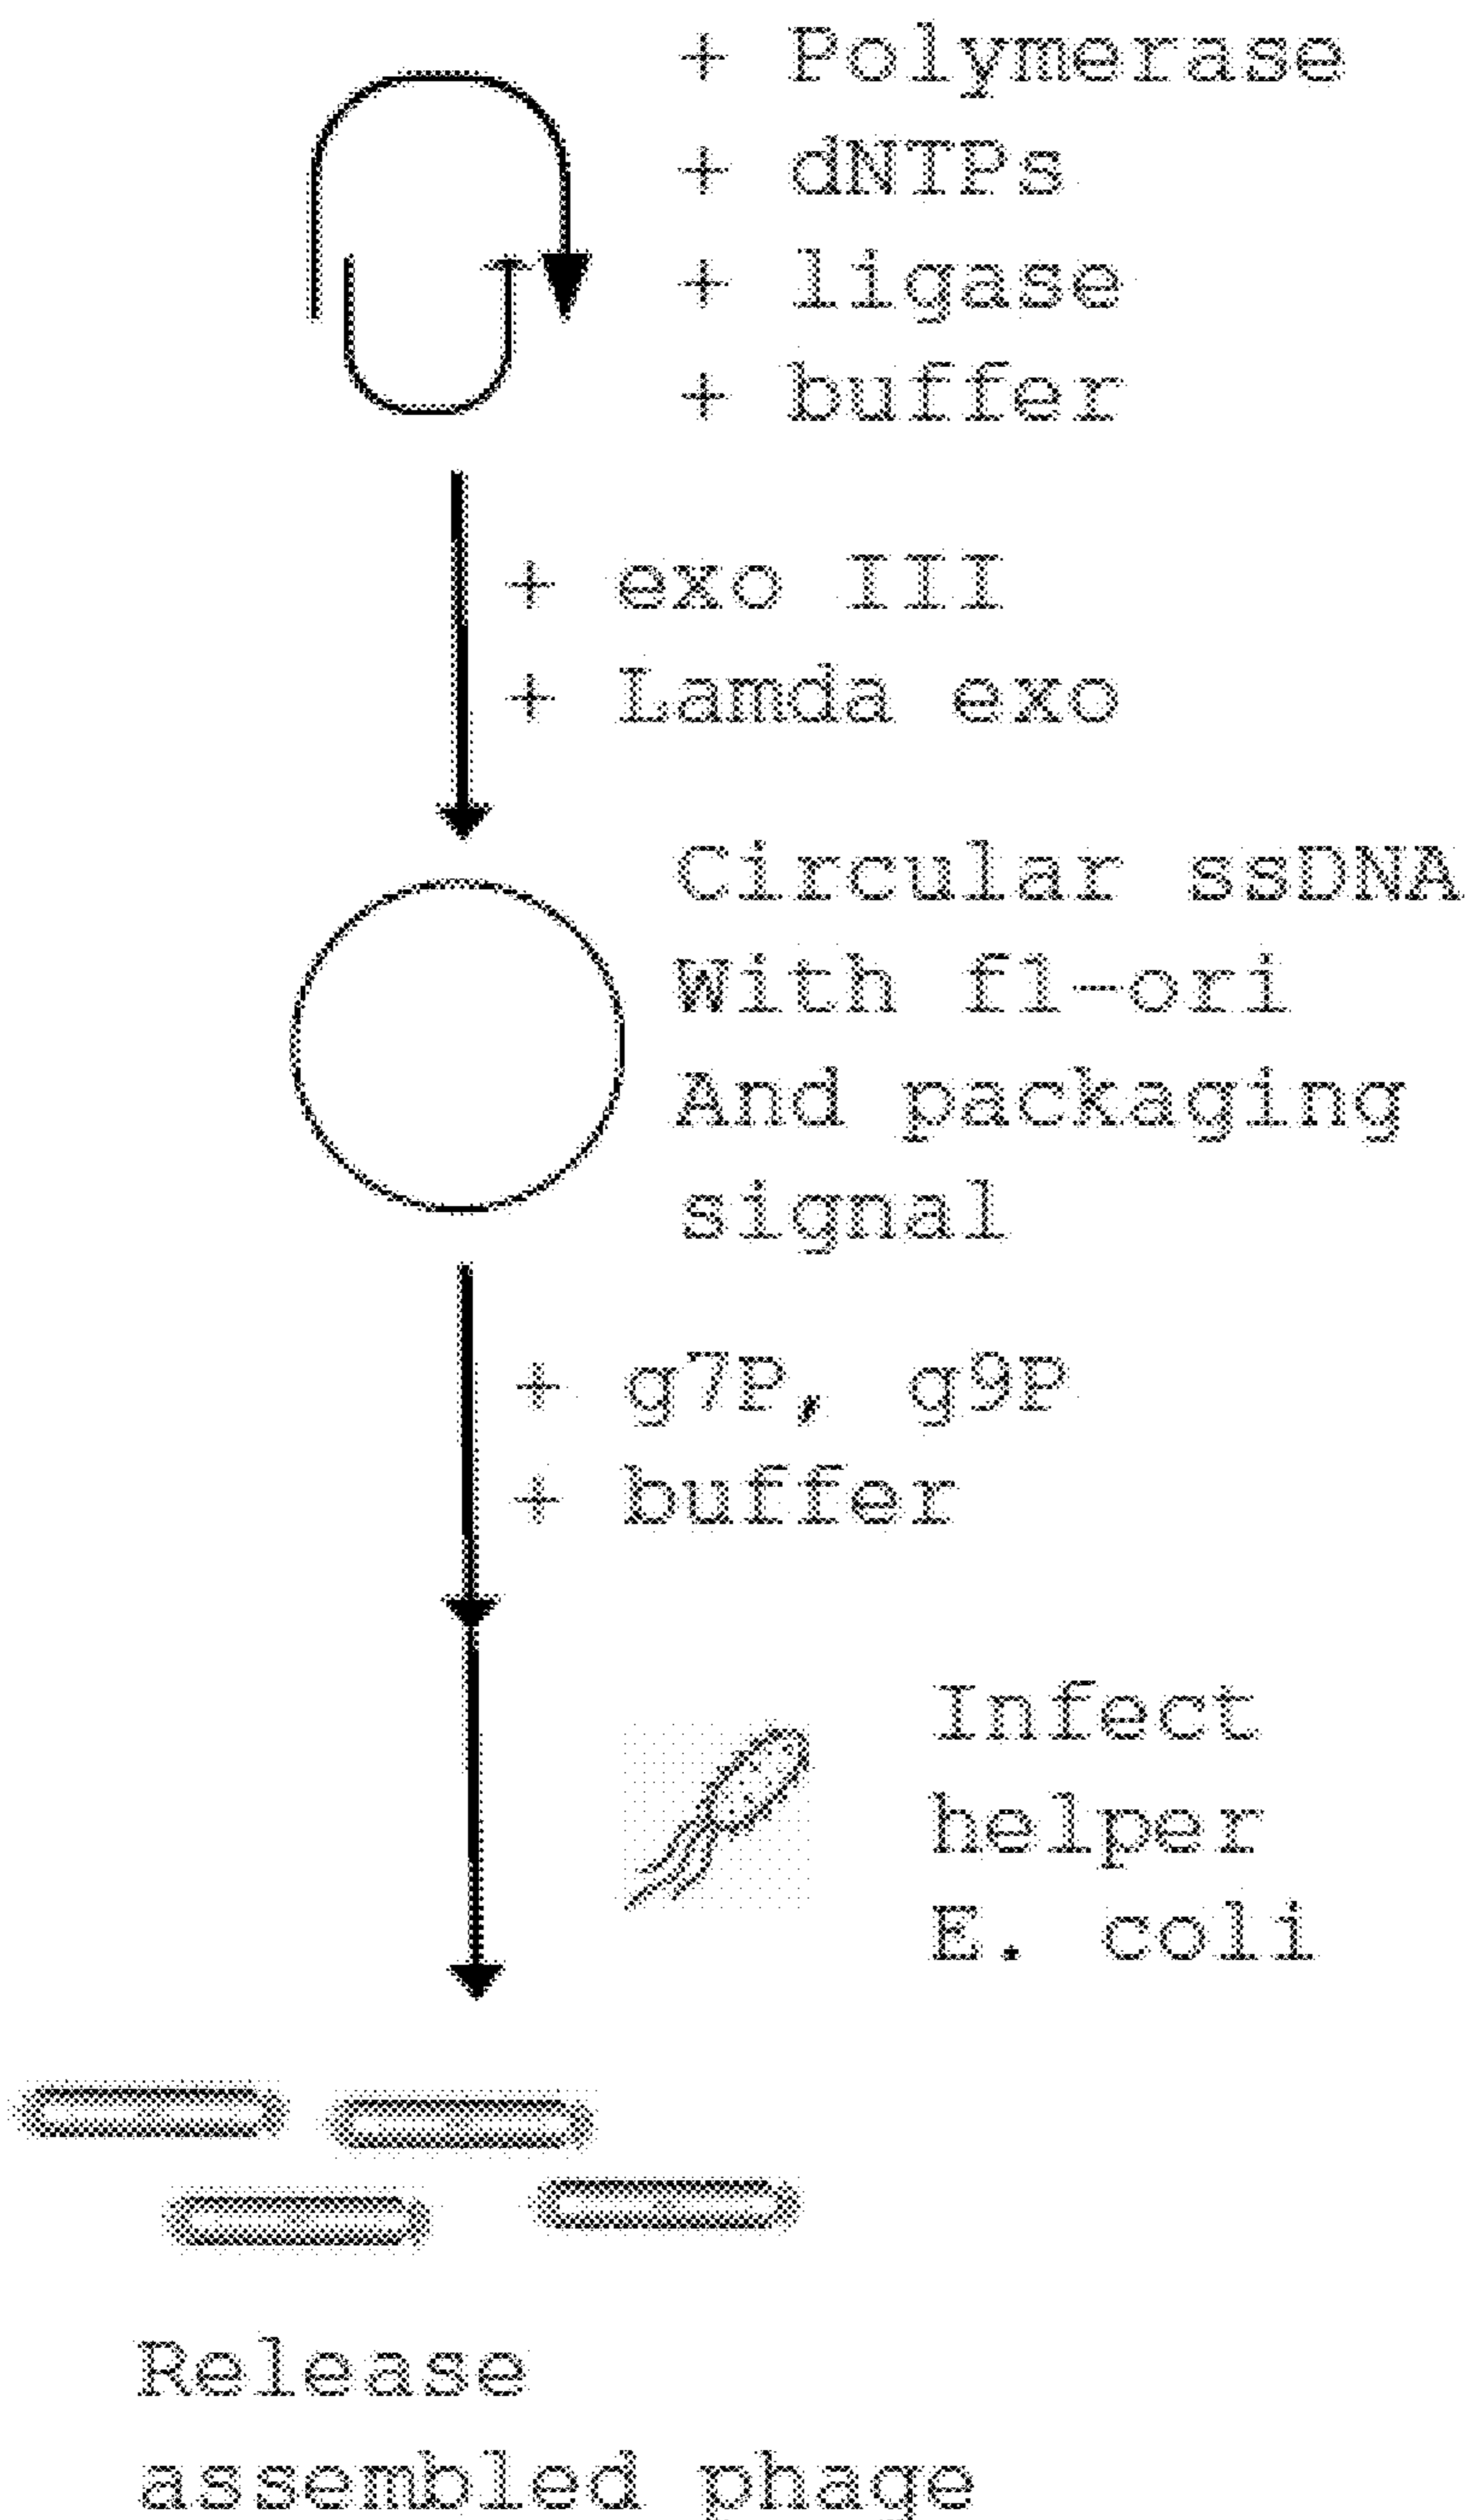 + Polymerase
+ dNTPs
+ ligase
+ buffer
+ exo III
+ Lamda exo
Circular ssDNA
With f1-ori
And packaging
signal
+ g7P, g9P
+ buffer
Infect
helper
E. coli
Release
assembled phage